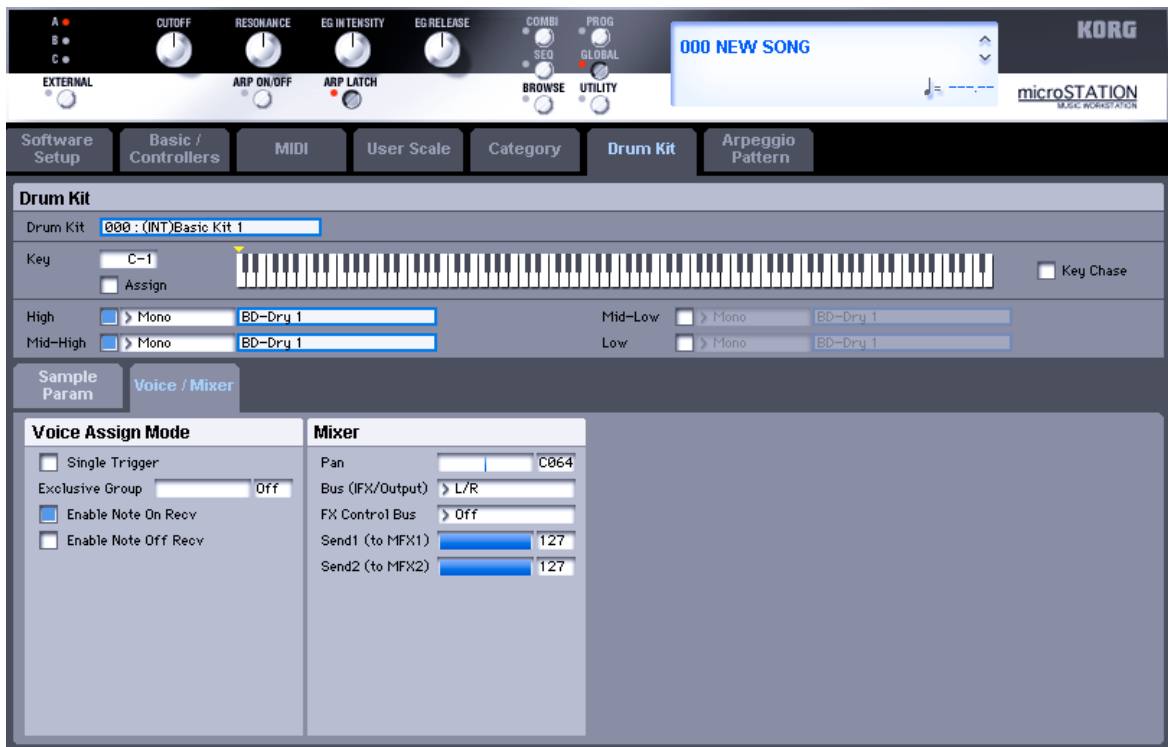 A
B
C
CUTOFF RESONANCE EG INTENSITY EG RELEASE
COMBI PROG
SEQ GLOBAL
EXTERNAL ARP ON/OFF ARP LATCH BROWSE UTILITY
000 NEW SONG
♩= ---.--
KORG
microSTATION
MUSIC WORKSTATION
Software Setup
Basic / Controllers
MIDI
User Scale
Category
Drum Kit
Arpeggio Pattern
Drum Kit
Drum Kit 000 : (INT)Basic Kit 1
Key C-1
Assign
Key Chase
High > Mono BD-Dry 1 Mid-Low > Mono BD-Dry 1
Mid-High > Mono BD-Dry 1 Low > Mono BD-Dry 1
Sample Param
Voice / Mixer
Voice Assign Mode
Single Trigger
Exclusive Group Off
Enable Note On Recv
Enable Note Off Recv
Mixer
Pan C064
Bus (IFX/Output) > L/R
FX Control Bus > Off
Send1 (to MFX1) 127
Send2 (to MFX2) 127